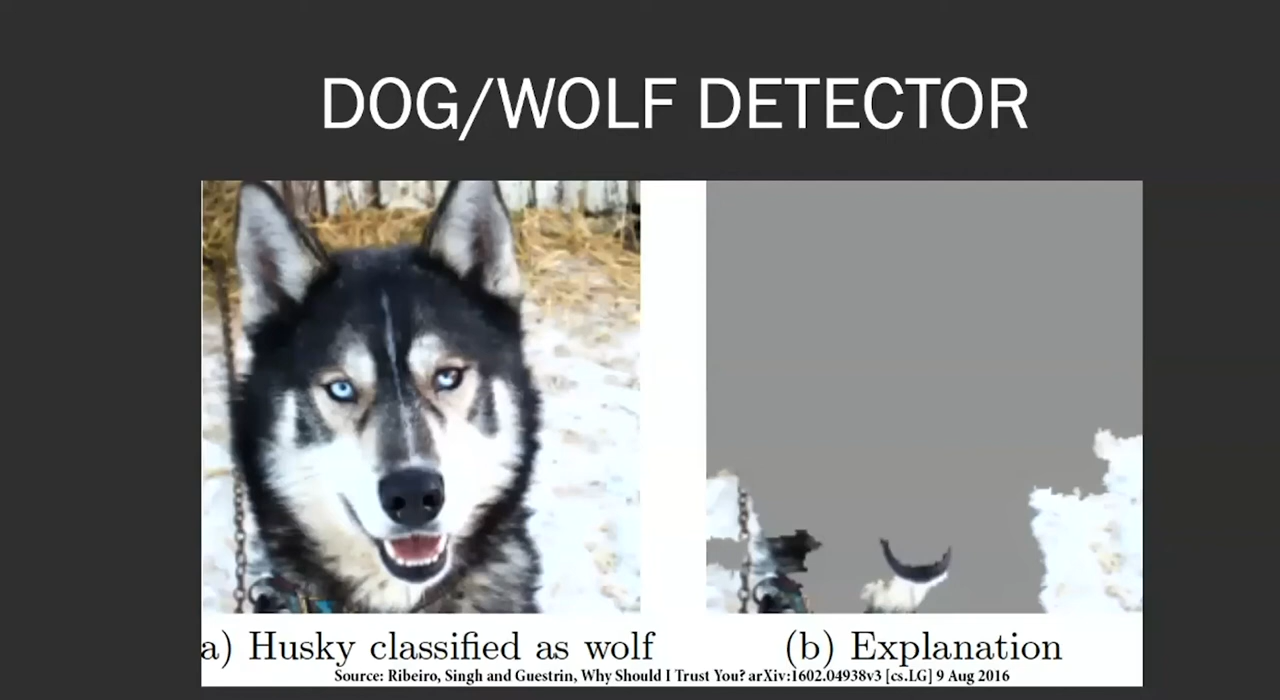 DOG/WOLF DETECTOR
a) Husky classified as wolf
(b) Explanation
Source: Ribeiro, Singh and Guestrin, Why Should I Trust You? arXiv:1602.04938v3 [cs.LG] 9 Aug 2016